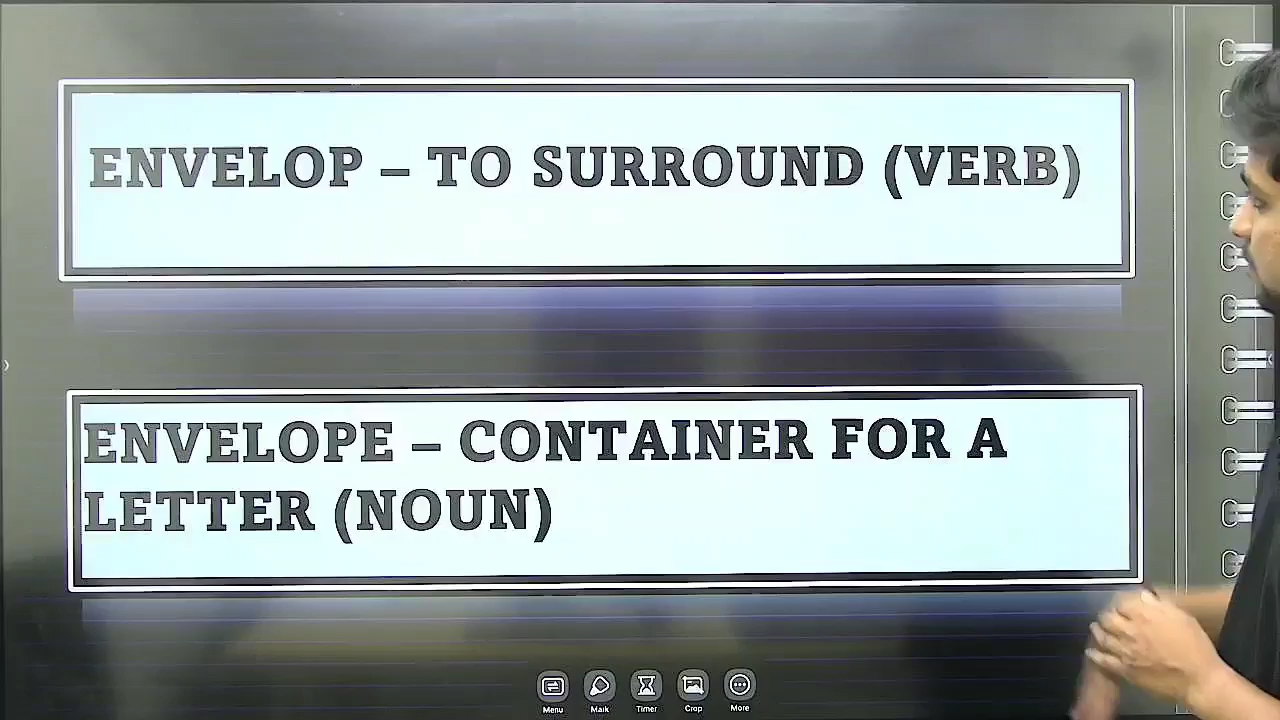 ENVELOP – TO SURROUND (VERB)
ENVELOPE – CONTAINER FOR A
LETTER (NOUN)
Menu Mark Timer Crop More